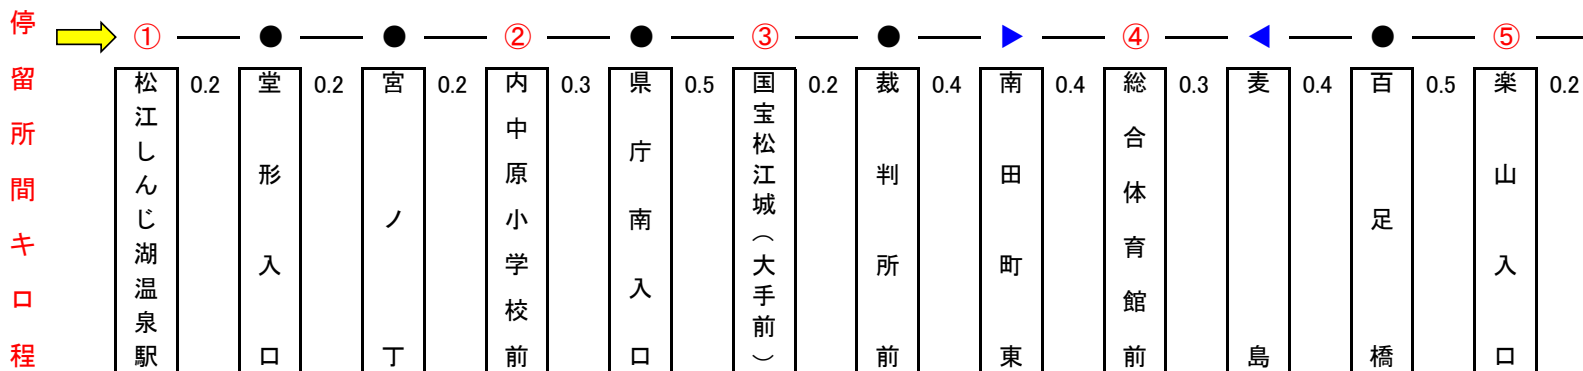 停留所間キロ程
① ② ③ ④ ⑤
松江しんじ湖温泉駅
0.2
堂形入口
0.2
宮ノ丁
0.2
内中原小学校前
0.3
県庁南入口
0.5
国宝松江城（大手前）
0.2
裁判所前
0.4
南田町東
0.4
総合体育館前
0.3
麦島
0.4
百足橋
0.5
楽山入口
0.2